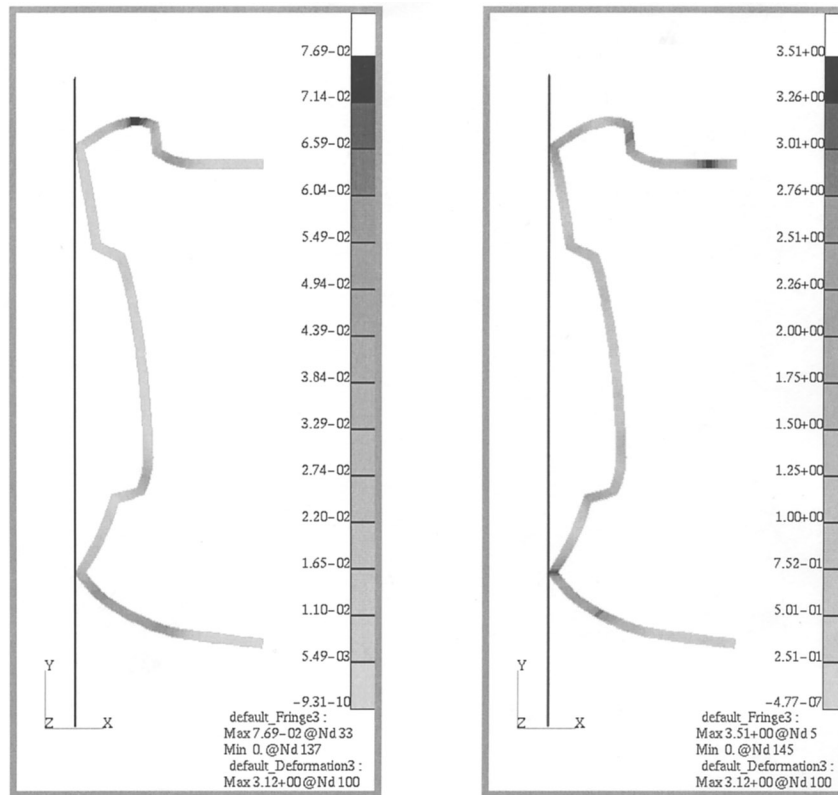 7.69-02
7.14-02
6.59-02
6.04-02
5.49-02
4.94-02
4.39-02
3.84-02
3.29-02
2.74-02
2.20-02
1.65-02
1.10-02
5.49-03
-9.31-10
Y
Z X
default_Fringe3 :
Max 7.69-02 @Nd 33
Min 0. @Nd 137
default_Deformation3 :
Max 3.12+00 @Nd 100
3.51+00
3.26+00
3.01+00
2.76+00
2.51+00
2.26+00
2.00+00
1.75+00
1.50+00
1.25+00
1.00+00
7.52-01
5.01-01
2.51-01
-4.77-07
Y
Z X
default_Fringe3 :
Max 3.51+00 @Nd 5
Min 0. @Nd 145
default_Deformation3 :
Max 3.12+00 @Nd 100